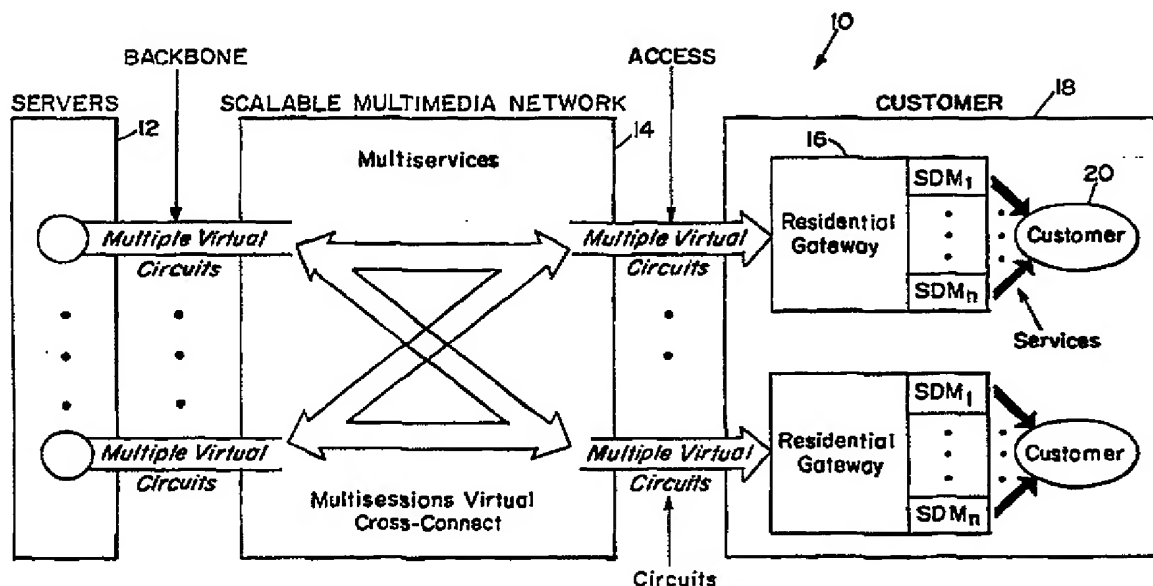 10
BACKBONE
ACCESS
SERVERS
SCALABLE MULTIMEDIA NETWORK
CUSTOMER
12
14
18
Multiservices
16
SDM1
20
Multiple Virtual
Circuits
Multiple Virtual
Circuits
Residential
Gateway
Customer
SDMn
Services
SDM1
Multiple Virtual
Circuits
Multiple Virtual
Circuits
Residential
Gateway
Customer
Multisessions Virtual
Cross-Connect
SDMn
Circuits